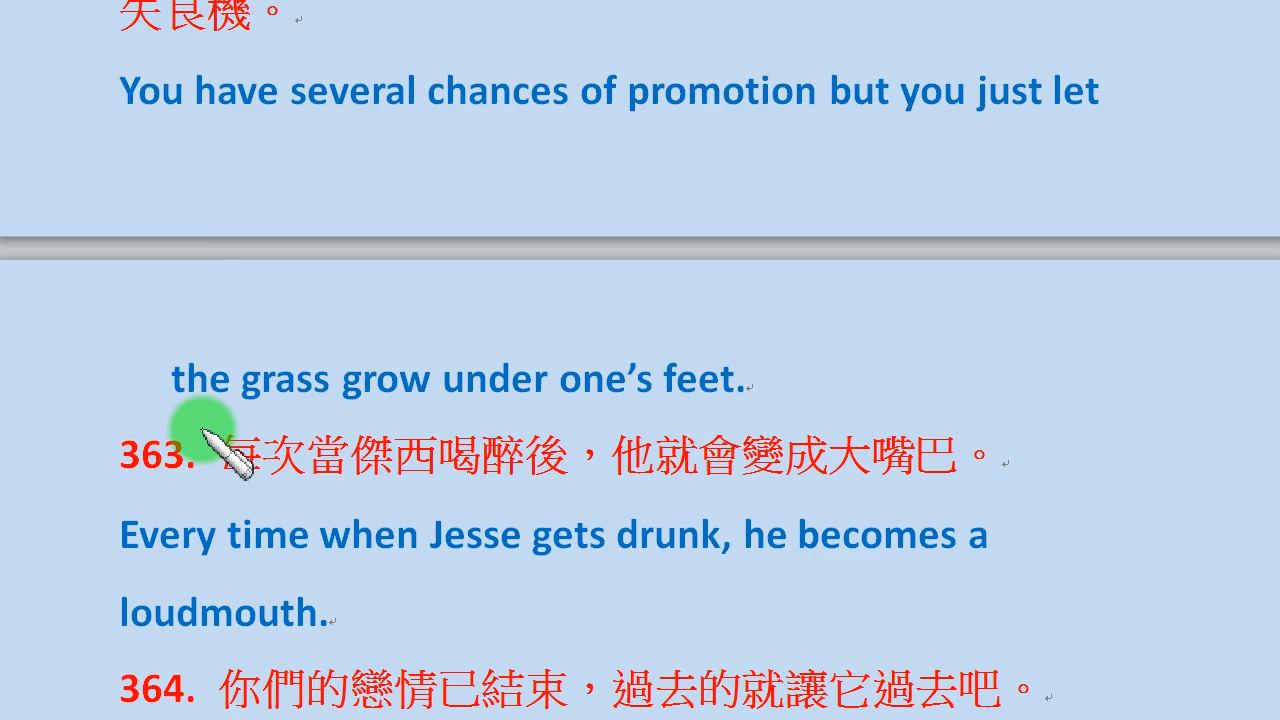 失良機。
You have several chances of promotion but you just let
the grass grow under one’s feet.
363. 每次當傑西喝醉後，他就會變成大嘴巴。
Every time when Jesse gets drunk, he becomes a
loudmouth.
364. 你們的戀情已結束，過去的就讓它過去吧。